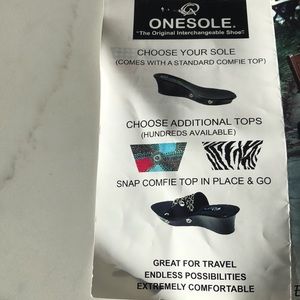 ONESOLE.
"The Original Interchangeable Shoe"
CHOOSE YOUR SOLE
(COMES WITH A STANDARD COMFIE TOP)
CHOOSE ADDITIONAL TOPS
(HUNDREDS AVAILABLE)
SNAP COMFIE TOP IN PLACE & GO
GREAT FOR TRAVEL
ENDLESS POSSIBILITIES
EXTREMELY COMFORTABLE